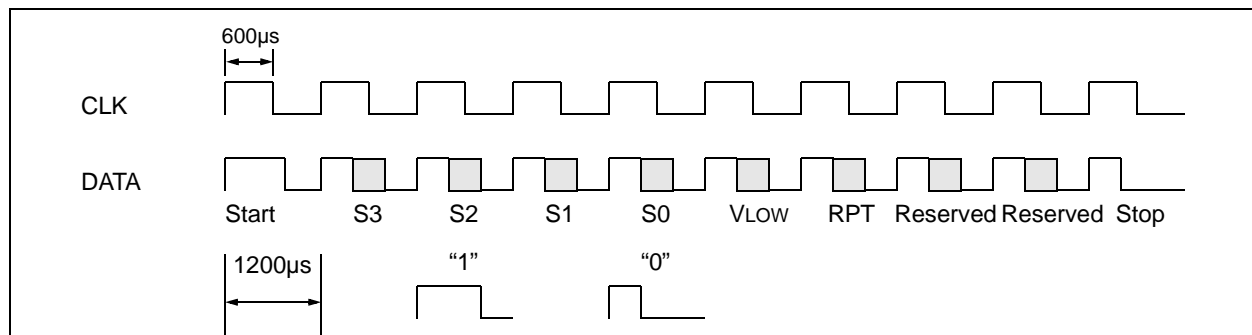 600µs
CLK
DATA
Start S3 S2 S1 S0 VLOW RPT Reserved Reserved Stop
1200µs “1” “0”